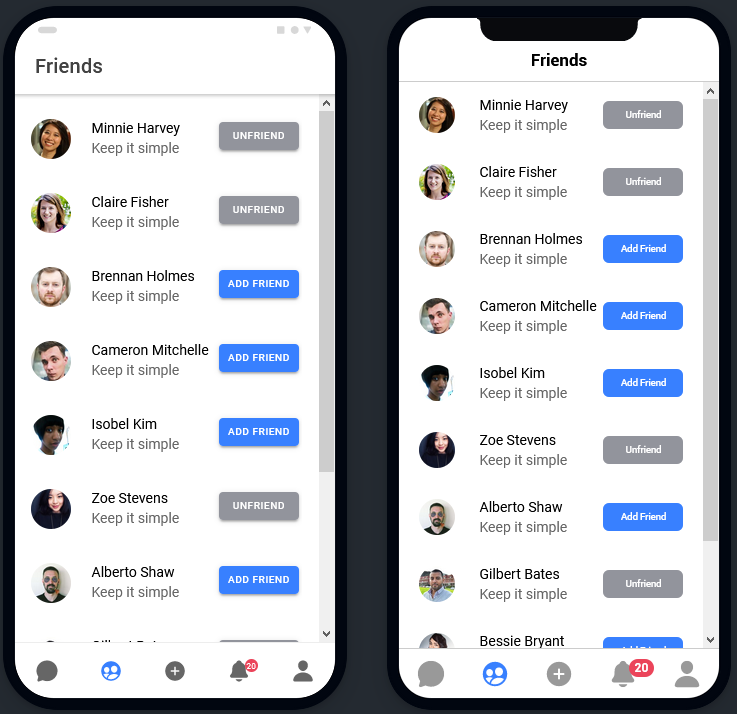 Friends
Minnie Harvey
Keep it simple
UNFRIEND
Claire Fisher
Keep it simple
UNFRIEND
Brennan Holmes
Keep it simple
ADD FRIEND
Cameron Mitchelle
Keep it simple
ADD FRIEND
Isobel Kim
Keep it simple
ADD FRIEND
Zoe Stevens
Keep it simple
UNFRIEND
Alberto Shaw
Keep it simple
ADD FRIEND
20
Friends
Minnie Harvey
Keep it simple
Unfriend
Claire Fisher
Keep it simple
Unfriend
Brennan Holmes
Keep it simple
Add Friend
Cameron Mitchelle
Keep it simple
Add Friend
Isobel Kim
Keep it simple
Add Friend
Zoe Stevens
Keep it simple
Unfriend
Alberto Shaw
Keep it simple
Add Friend
Gilbert Bates
Keep it simple
Unfriend
Bessie Bryant
20